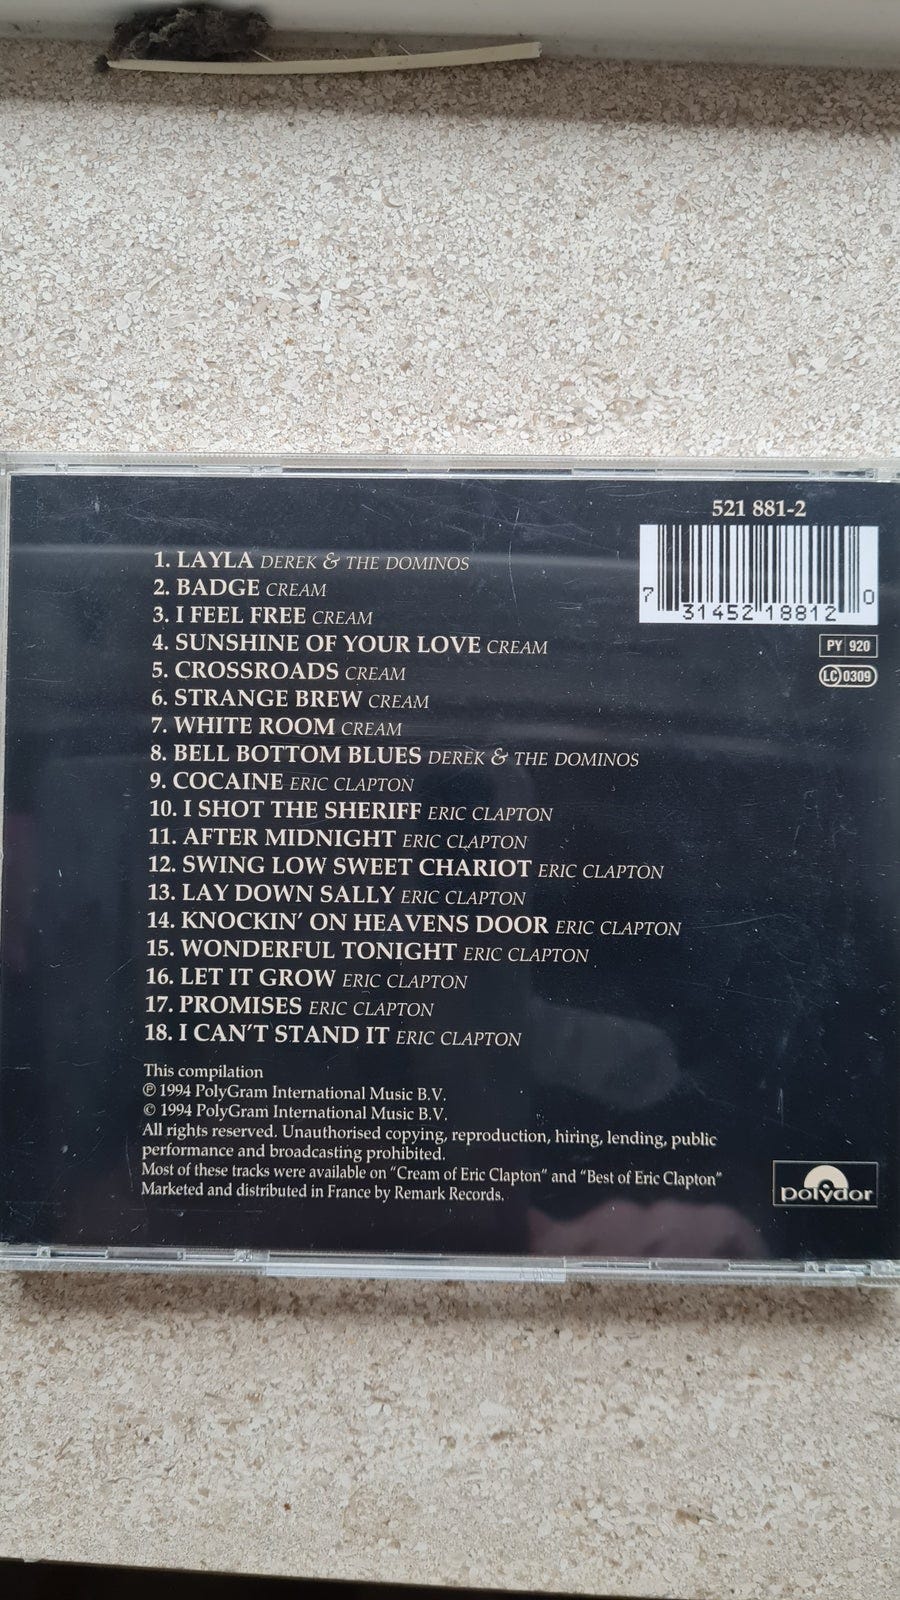 521 881-2
7 31452 18812 0
PY 920
LC 0309
1. LAYLA DEREK & THE DOMINOS
2. BADGE CREAM
3. I FEEL FREE CREAM
4. SUNSHINE OF YOUR LOVE CREAM
5. CROSSROADS CREAM
6. STRANGE BREW CREAM
7. WHITE ROOM CREAM
8. BELL BOTTOM BLUES DEREK & THE DOMINOS
9. COCAINE ERIC CLAPTON
10. I SHOT THE SHERIFF ERIC CLAPTON
11. AFTER MIDNIGHT ERIC CLAPTON
12. SWING LOW SWEET CHARIOT ERIC CLAPTON
13. LAY DOWN SALLY ERIC CLAPTON
14. KNOCKIN' ON HEAVENS DOOR ERIC CLAPTON
15. WONDERFUL TONIGHT ERIC CLAPTON
16. LET IT GROW ERIC CLAPTON
17. PROMISES ERIC CLAPTON
18. I CAN'T STAND IT ERIC CLAPTON
This compilation
℗ 1994 PolyGram International Music B.V.
© 1994 PolyGram International Music B.V.
All rights reserved. Unauthorised copying, reproduction, hiring, lending, public
performance and broadcasting prohibited.
Most of these tracks were available on "Cream of Eric Clapton" and "Best of Eric Clapton"
Marketed and distributed in France by Remark Records.
polydor